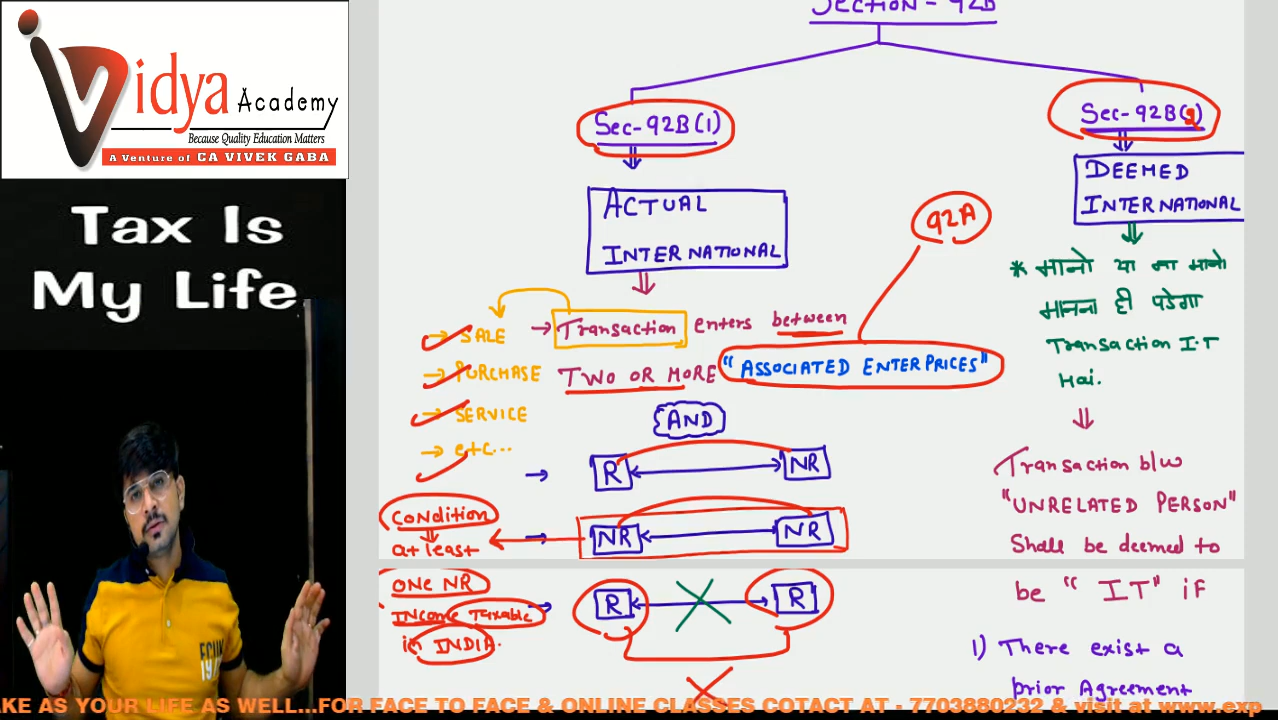 Vidya
Academy
Because Quality Education Matters
A Venture of CA VIVEK GABA
Tax Is
My Life
SECTION - 92B
Sec-92B(1)
ACTUAL
INTERNATIONAL
→ Transaction enters between
TWO OR MORE "ASSOCIATED ENTERPRICES"
92A
→ SALE
→ PURCHASE
→ SERVICE
→ etc...
AND
→ R NR
→ NR NR
→ R R
Condition
at least
ONE NR
INCome Taxable
in INDIA.
Sec-92B(2)
DEEMED
INTERNATIONAL
* मानो या ना मानो
मानना ही पडेगा
Transaction I.T
Hai.
Transaction b/w
"UNRELATED PERSON"
Shall be deemed to
be "IT" if
1) There exist a
prior Agreement
AKE AS YOUR LIFE AS WELL...FOR FACE TO FACE & ONLINE CLASSES COTACT AT - 7703880232 & visit at www.exp